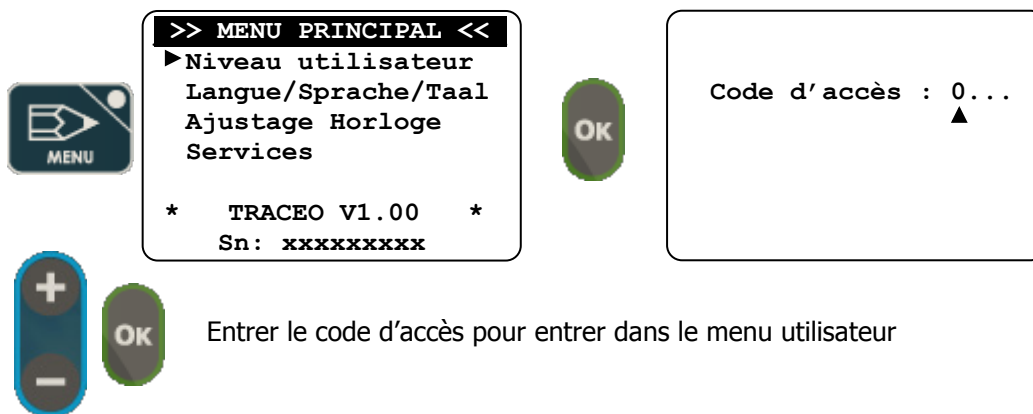 >> MENU PRINCIPAL <<
►Niveau utilisateur
Langue/Sprache/Taal
Ajustage Horloge
Services
* TRACEO V1.00 *
Sn: xxxxxxxxx
MENU
OK
Code d’accès : 0...
▲
+
-
OK
Entrer le code d’accès pour entrer dans le menu utilisateur